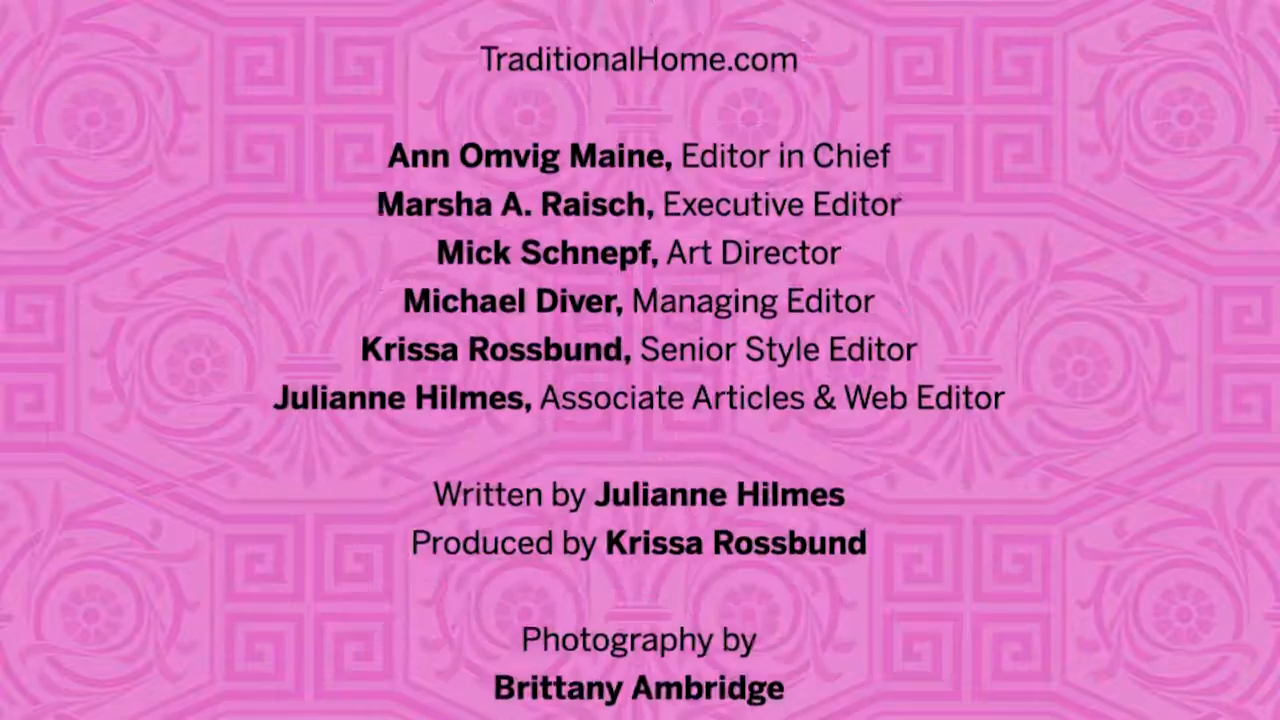 TraditionalHome.com
Ann Omvig Maine, Editor in Chief
Marsha A. Raisch, Executive Editor
Mick Schnepf, Art Director
Michael Diver, Managing Editor
Krissa Rossbund, Senior Style Editor
Julianne Hilmes, Associate Articles & Web Editor
Written by Julianne Hilmes
Produced by Krissa Rossbund
Photography by
Brittany Ambridge